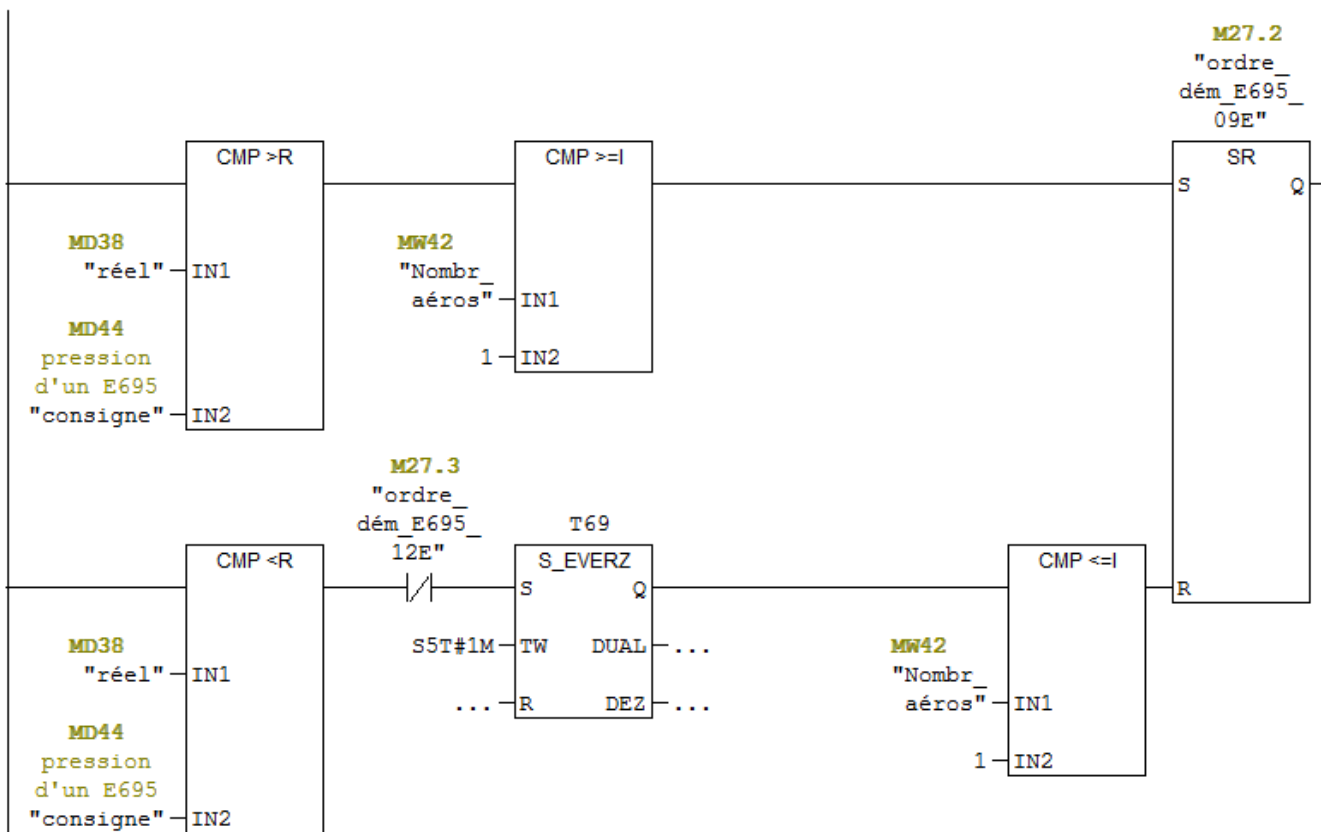 M27.2
"ordre_
dém_E695_
09E"
CMP >R
CMP >=I
SR
S Q
MD38
"réel"
IN1
MW42
"Nombr_
aéros"
IN1
MD44
pression
d'un E695
"consigne"
IN2
1
IN2
M27.3
"ordre_
dém_E695_
12E"
T69
CMP <R
S_EVERZ
CMP <=I
S Q
R
MD38
"réel"
IN1
S5T#1M
TW DUAL
...
MW42
"Nombr_
aéros"
IN1
...
R DEZ
...
MD44
pression
d'un E695
"consigne"
IN2
1
IN2